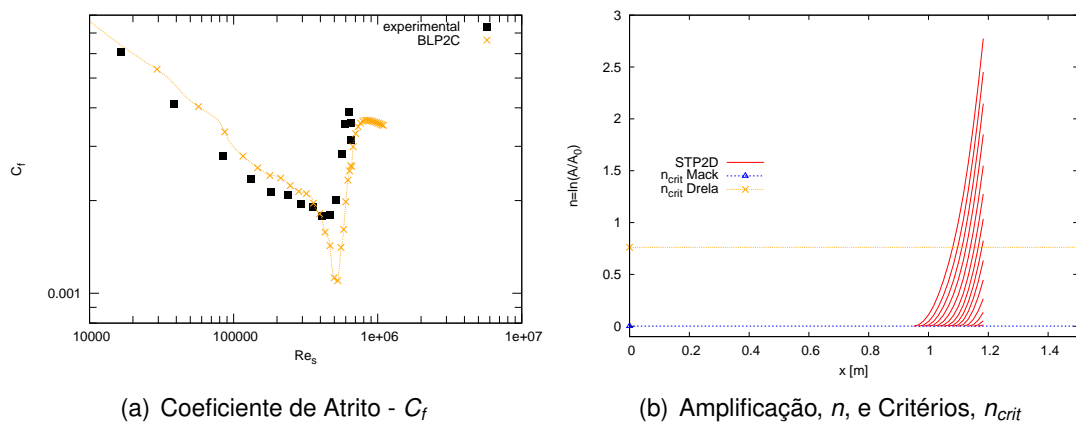 experimental
BLP2C
C_f
0.001
10000
100000
1e+06
1e+07
Re_s
(a) Coeficiente de Atrito - C_f
3
2.5
2
1.5
1
0.5
0
n=ln(A/A_0)
STP2D
n_crit Mack
n_crit Drela
0
0.2
0.4
0.6
0.8
1
1.2
1.4
x [m]
(b) Amplificação, n, e Critérios, n_crit